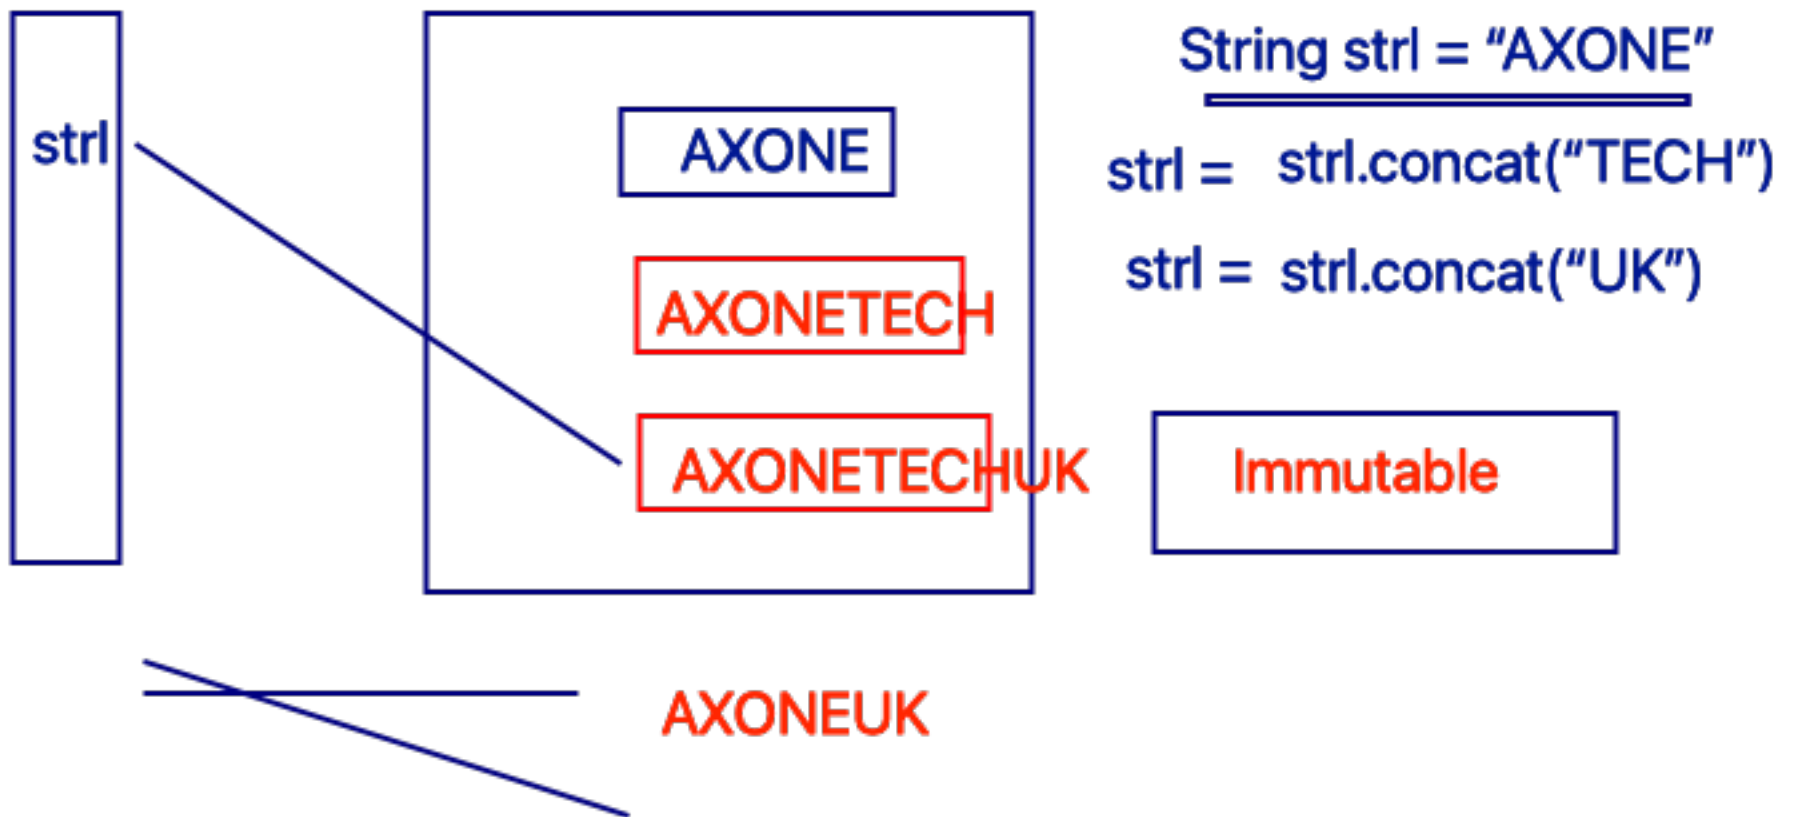 strl
AXONE
AXONETECH
AXONETECHUK
AXONEUK
String strl = “AXONE”
strl = strl.concat(“TECH”)
strl = strl.concat(“UK”)
Immutable